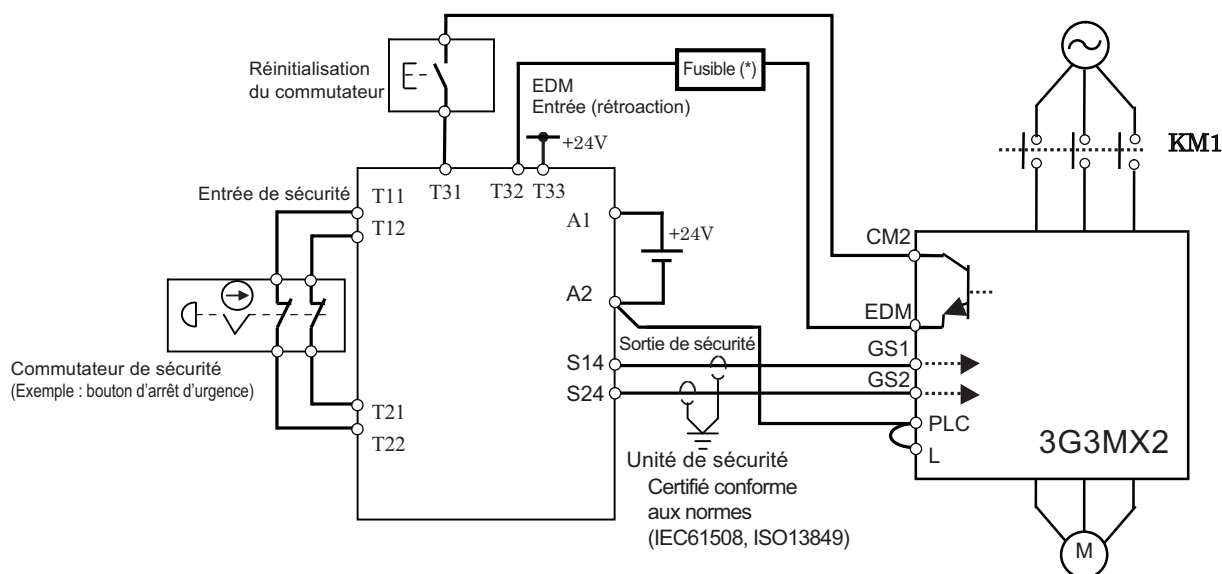 Réinitialisation
du commutateur
EDM
Entrée (rétroaction)
Fusible (*)
+24V
KM1
Entrée de sécurité
T11
T12
T31
T32
T33
A1
+24V
A2
CM2
EDM
Sortie de sécurité
S14
S24
GS1
GS2
PLC
L
3G3MX2
Commutateur de sécurité
(Exemple : bouton d'arrêt d'urgence)
T21
T22
Unité de sécurité
Certifié conforme
aux normes
(IEC61508, ISO13849)
M